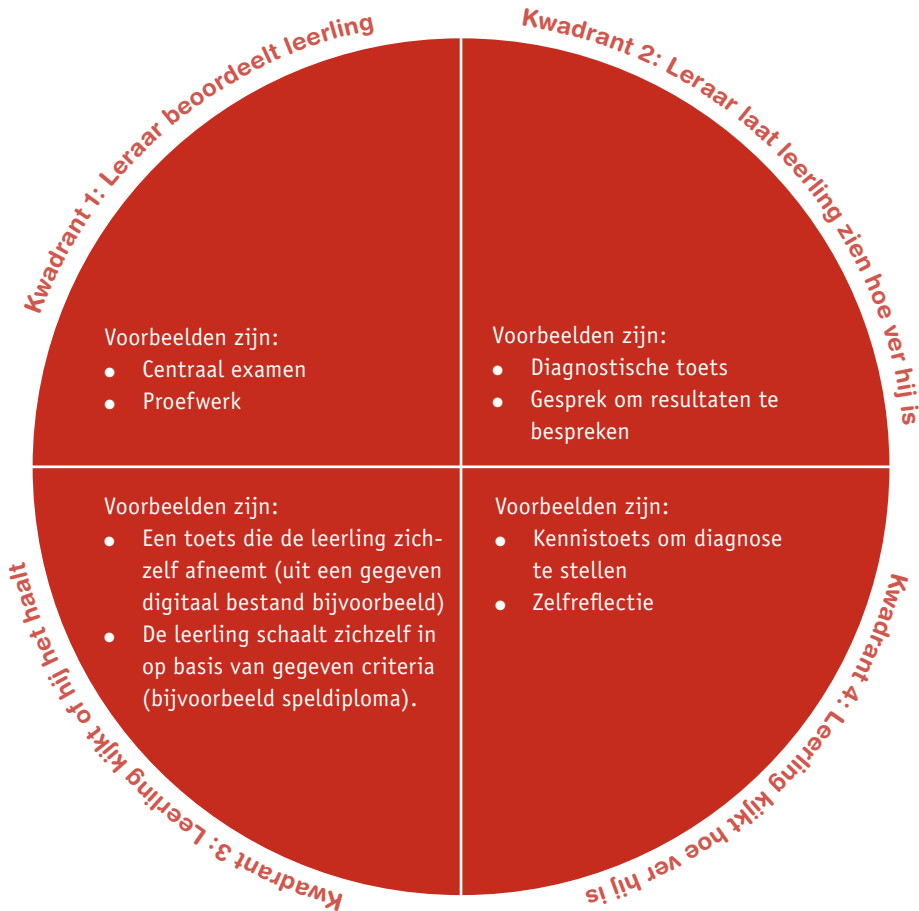 Kwadrant 1: Leraar beoordeelt leerling
Voorbeelden zijn:
● Centraal examen
● Proefwerk
Kwadrant 2: Leraar laat leerling zien hoe ver hij is
Voorbeelden zijn:
● Diagnostische toets
● Gesprek om resultaten te
bespreken
Kwadrant 3: Leerling kijkt of hij het haalt
Voorbeelden zijn:
● Een toets die de leerling zich-
zelf afneemt (uit een gegeven
digitaal bestand bijvoorbeeld)
● De leerling schaalt zichzelf in
op basis van gegeven criteria
(bijvoorbeeld speldiploma).
Kwadrant 4: Leerling kijkt hoe ver hij is
Voorbeelden zijn:
● Kennistoets om diagnose
te stellen
● Zelfreflectie